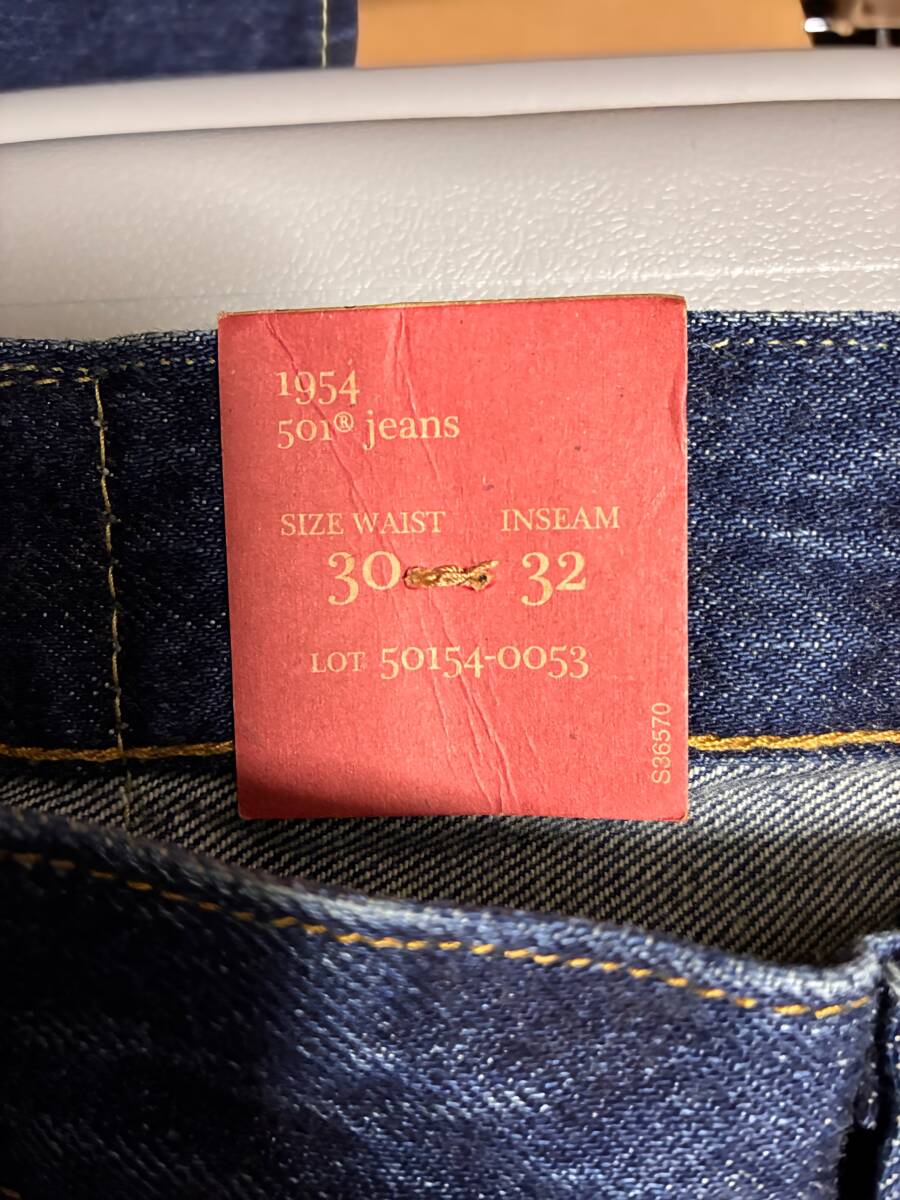 1954
501® jeans
SIZE WAIST INSEAM
30 32
LOT 50154-0053
S36570